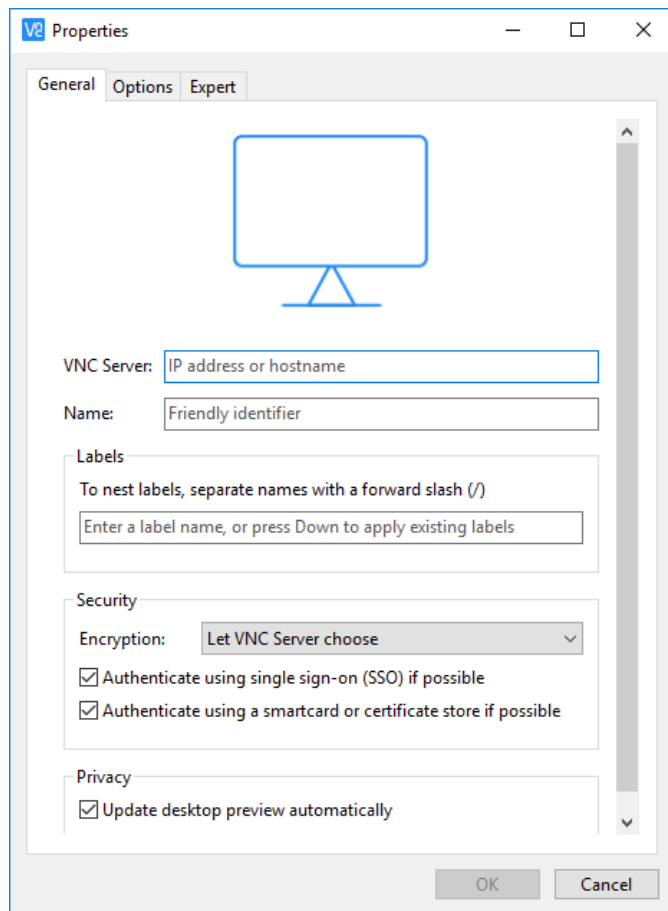 V2 Properties
General Options Expert
VNC Server: IP address or hostname
Name: Friendly identifier
Labels
To nest labels, separate names with a forward slash (/)
Enter a label name, or press Down to apply existing labels
Security
Encryption: Let VNC Server choose
Authenticate using single sign-on (SSO) if possible
Authenticate using a smartcard or certificate store if possible
Privacy
Update desktop preview automatically
OK Cancel